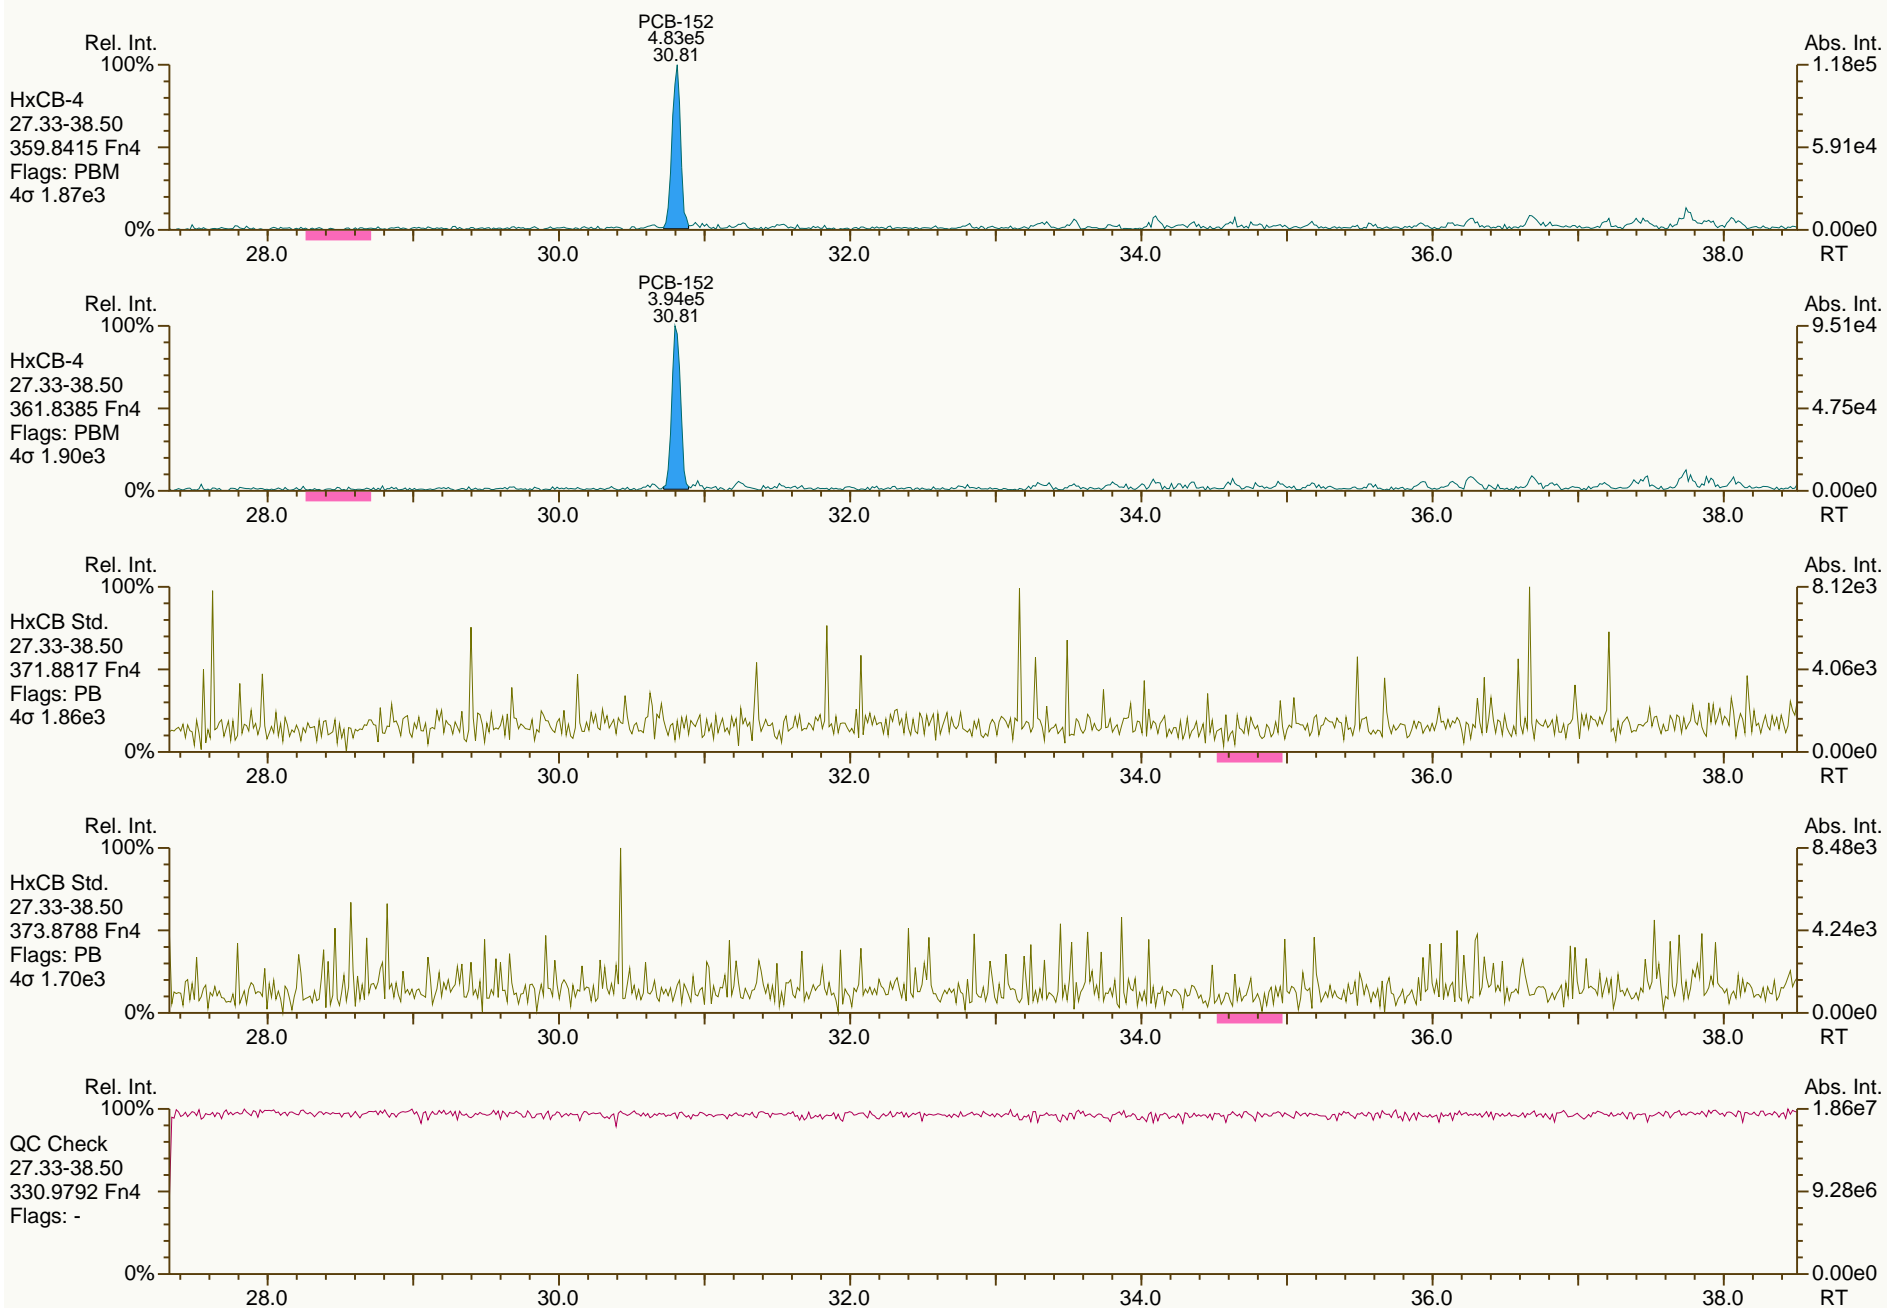 PCB-152
4.83e5
30.81
Rel. Int.
Abs. Int.
100%
1.18e5
HxCB-4
27.33-38.50
359.8415 Fn4
Flags: PBM
4σ 1.87e3
5.91e4
0%
0.00e0
28.0 30.0 32.0 34.0 36.0 38.0 RT
PCB-152
3.94e5
30.81
Rel. Int.
Abs. Int.
100%
9.51e4
HxCB-4
27.33-38.50
361.8385 Fn4
Flags: PBM
4σ 1.90e3
4.75e4
0%
0.00e0
28.0 30.0 32.0 34.0 36.0 38.0 RT
Rel. Int.
Abs. Int.
100%
8.12e3
HxCB Std.
27.33-38.50
371.8817 Fn4
Flags: PB
4σ 1.86e3
4.06e3
0%
0.00e0
28.0 30.0 32.0 34.0 36.0 38.0 RT
Rel. Int.
Abs. Int.
100%
8.48e3
HxCB Std.
27.33-38.50
373.8788 Fn4
Flags: PB
4σ 1.70e3
4.24e3
0%
0.00e0
28.0 30.0 32.0 34.0 36.0 38.0 RT
Rel. Int.
Abs. Int.
100%
1.86e7
QC Check
27.33-38.50
330.9792 Fn4
Flags: -
9.28e6
0%
0.00e0
28.0 30.0 32.0 34.0 36.0 38.0 RT